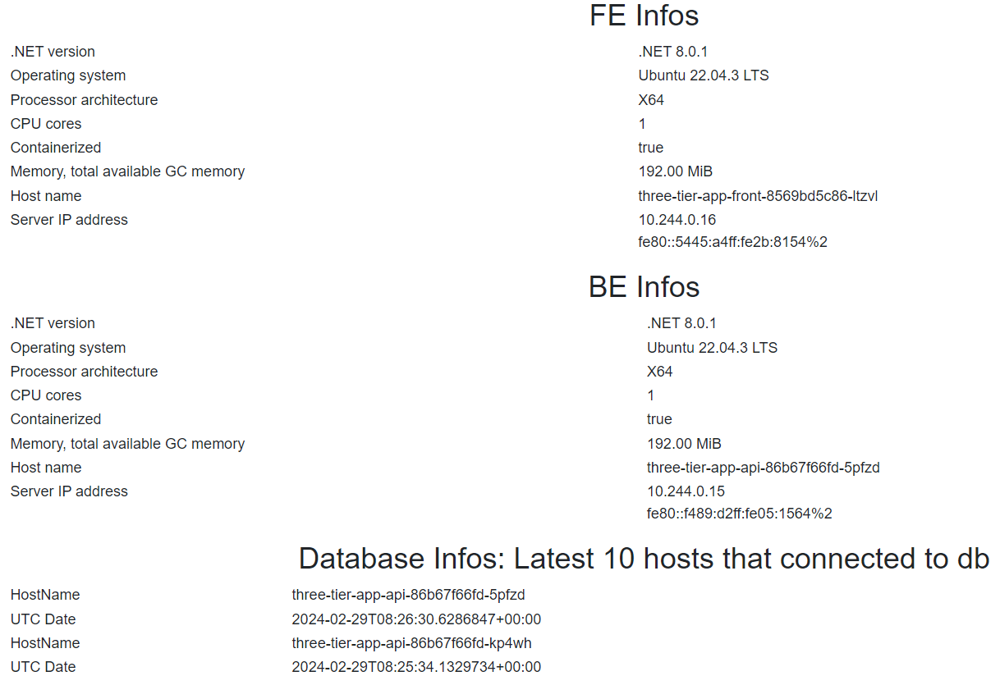 FE Infos
.NET version .NET 8.0.1
Operating system Ubuntu 22.04.3 LTS
Processor architecture X64
CPU cores 1
Containerized true
Memory, total available GC memory 192.00 MiB
Host name three-tier-app-front-8569bd5c86-ltzvl
Server IP address 10.244.0.16
fe80::5445:a4ff:fe2b:8154%2
BE Infos
.NET version .NET 8.0.1
Operating system Ubuntu 22.04.3 LTS
Processor architecture X64
CPU cores 1
Containerized true
Memory, total available GC memory 192.00 MiB
Host name three-tier-app-api-86b67f66fd-5pfzd
Server IP address 10.244.0.15
fe80::f489:d2ff:fe05:1564%2
Database Infos: Latest 10 hosts that connected to db
HostName three-tier-app-api-86b67f66fd-5pfzd
UTC Date 2024-02-29T08:26:30.6286847+00:00
HostName three-tier-app-api-86b67f66fd-kp4wh
UTC Date 2024-02-29T08:25:34.1329734+00:00